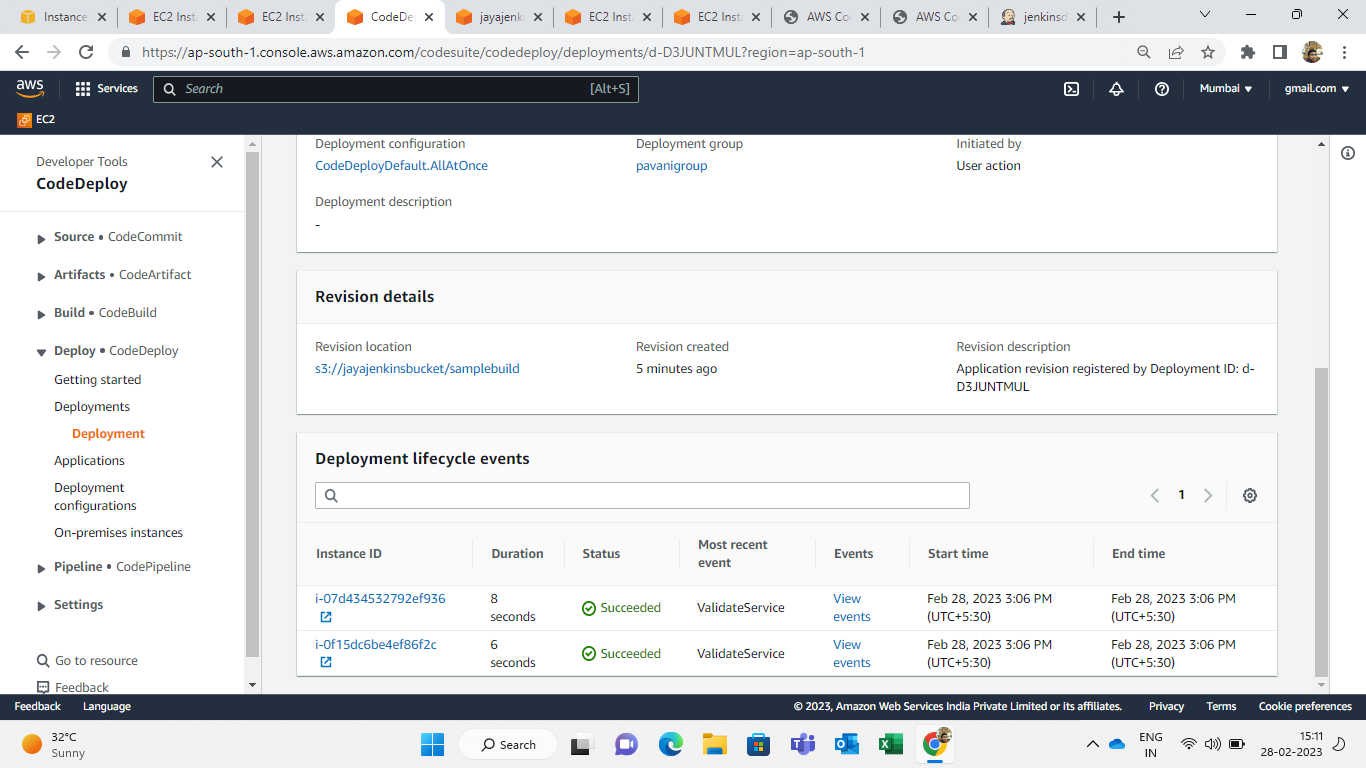 Instance
EC2 Inst
EC2 Inst
CodeDep
jayajenk
EC2 Inst
EC2 Inst
AWS Co
AWS Co
jenkinsd
https://ap-south-1.console.aws.amazon.com/codesuite/codedeploy/deployments/d-D3JUNTMUL?region=ap-south-1
aws
Services
Search
[Alt+S]
Mumbai
gmail.com
EC2
Developer Tools
CodeDeploy
Source • CodeCommit
Artifacts • CodeArtifact
Build • CodeBuild
Deploy • CodeDeploy
Getting started
Deployments
Deployment
Applications
Deployment
configurations
On-premises instances
Pipeline • CodePipeline
Settings
Go to resource
Feedback
Deployment configuration
CodeDeployDefault.AllAtOnce
Deployment group
pavanigroup
Initiated by
User action
Deployment description
-
Revision details
Revision location
s3://jayajenkinsbucket/samplebuild
Revision created
5 minutes ago
Revision description
Application revision registered by Deployment ID: d-
D3JUNTMUL
Deployment lifecycle events
1
Instance ID
Duration
Status
Most recent
event
Events
Start time
End time
i-07d434532792ef936
8
seconds
Succeeded
ValidateService
View
events
Feb 28, 2023 3:06 PM
(UTC+5:30)
Feb 28, 2023 3:06 PM
(UTC+5:30)
i-0f15dc6be4ef86f2c
6
seconds
Succeeded
ValidateService
View
events
Feb 28, 2023 3:06 PM
(UTC+5:30)
Feb 28, 2023 3:06 PM
(UTC+5:30)
Feedback
Language
© 2023, Amazon Web Services India Private Limited or its affiliates.
Privacy
Terms
Cookie preferences
32°C
Sunny
Search
ENG
IN
15:11
28-02-2023